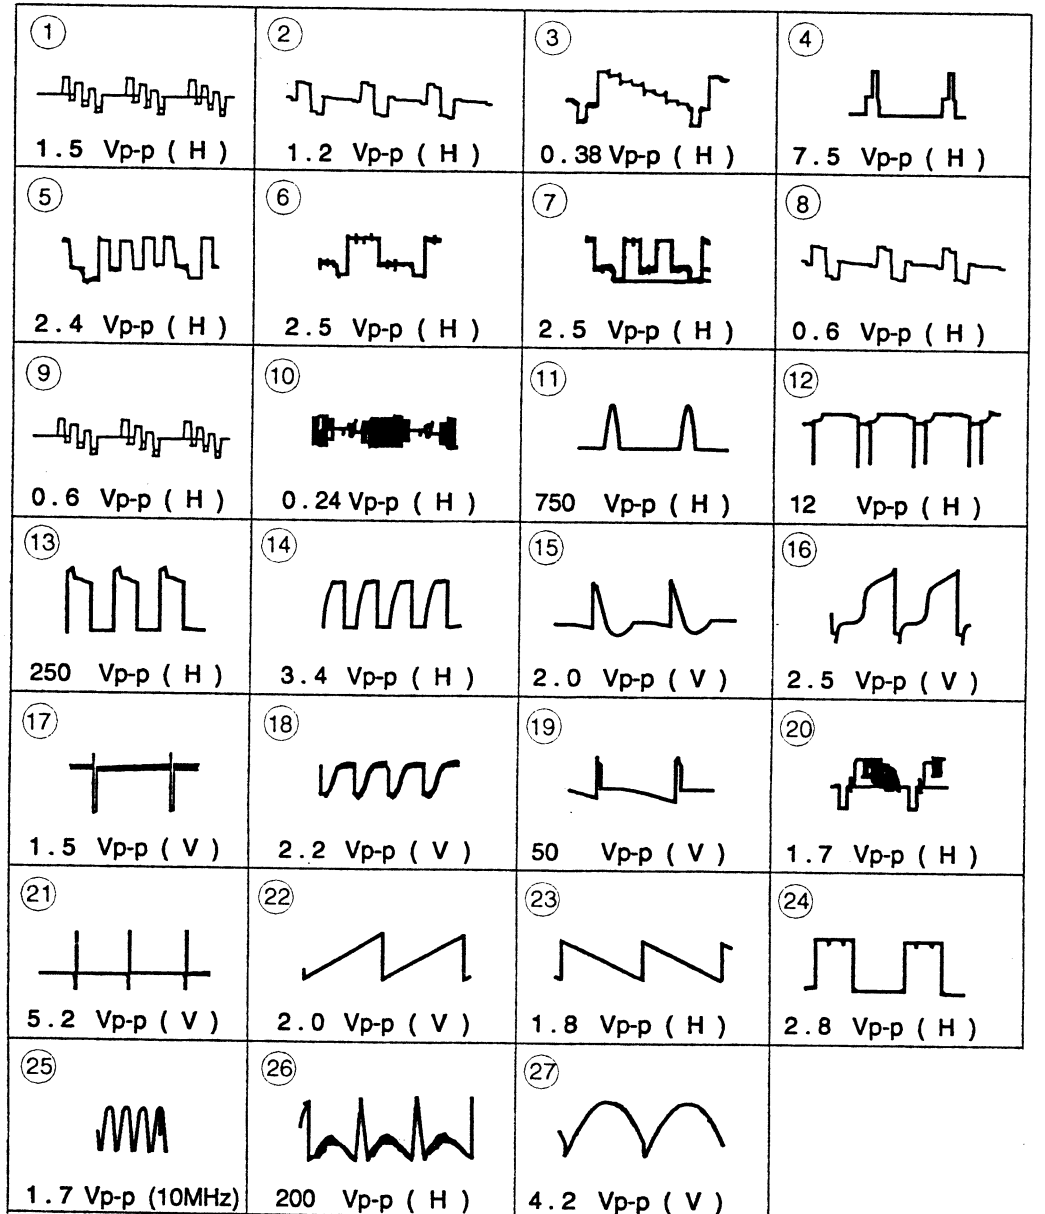 1 2 3 4
1.5 Vp-p ( H ) 1.2 Vp-p ( H ) 0.38 Vp-p ( H ) 7.5 Vp-p ( H )
5 6 7 8
2.4 Vp-p ( H ) 2.5 Vp-p ( H ) 2.5 Vp-p ( H ) 0.6 Vp-p ( H )
9 10 11 12
0.6 Vp-p ( H ) 0.24 Vp-p ( H ) 750 Vp-p ( H ) 12 Vp-p ( H )
13 14 15 16
250 Vp-p ( H ) 3.4 Vp-p ( H ) 2.0 Vp-p ( V ) 2.5 Vp-p ( V )
17 18 19 20
1.5 Vp-p ( V ) 2.2 Vp-p ( V ) 50 Vp-p ( V ) 1.7 Vp-p ( H )
21 22 23 24
5.2 Vp-p ( V ) 2.0 Vp-p ( V ) 1.8 Vp-p ( H ) 2.8 Vp-p ( H )
25 26 27
1.7 Vp-p (10MHz) 200 Vp-p ( H ) 4.2 Vp-p ( V )